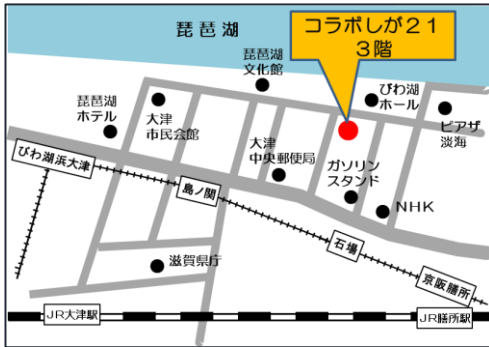 琵琶湖
コラボしが２１
３階
琵琶湖
文化館
びわ湖
ホール
琵琶湖
ホテル
大津
市民会館
ピアザ
淡海
大津
中央郵便局
ガソリン
スタンド
びわ湖浜大津
島ノ関
NHK
石場
滋賀県庁
京阪膳所
JR大津駅
JR膳所駅